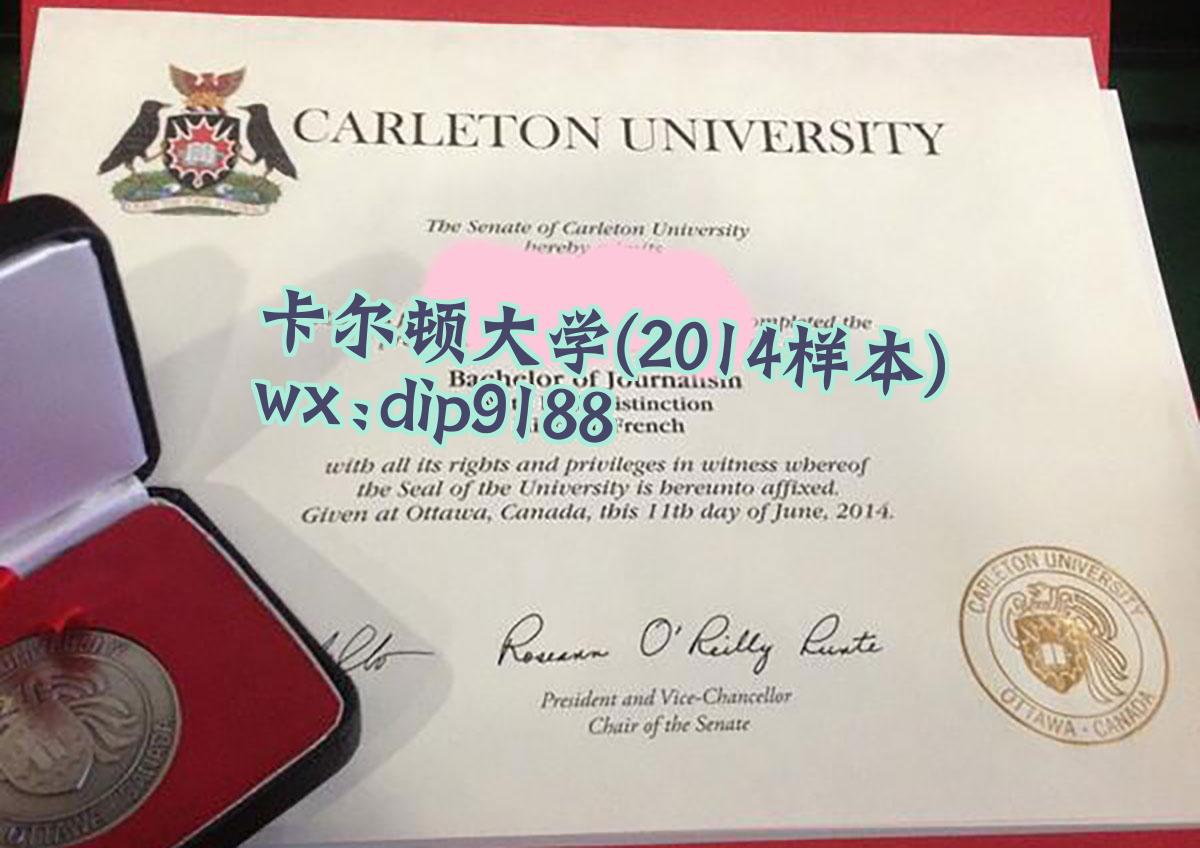 CARLETON UNIVERSITY
The Senate of Carleton University
hereby
completed the
卡尔顿大学(2014样本)
Bachelor of Journalism
wx:dip9188
istinction
French
with all its rights and privileges in witness whereof
the Seal of the University is hereunto affixed.
Given at Ottawa, Canada, this 11th day of June, 2014.
Roseann O'Reilly Runte
President and Vice-Chancellor
Chair of the Senate
CARLETON UNIVERSITY
OTTAWA · CANADA